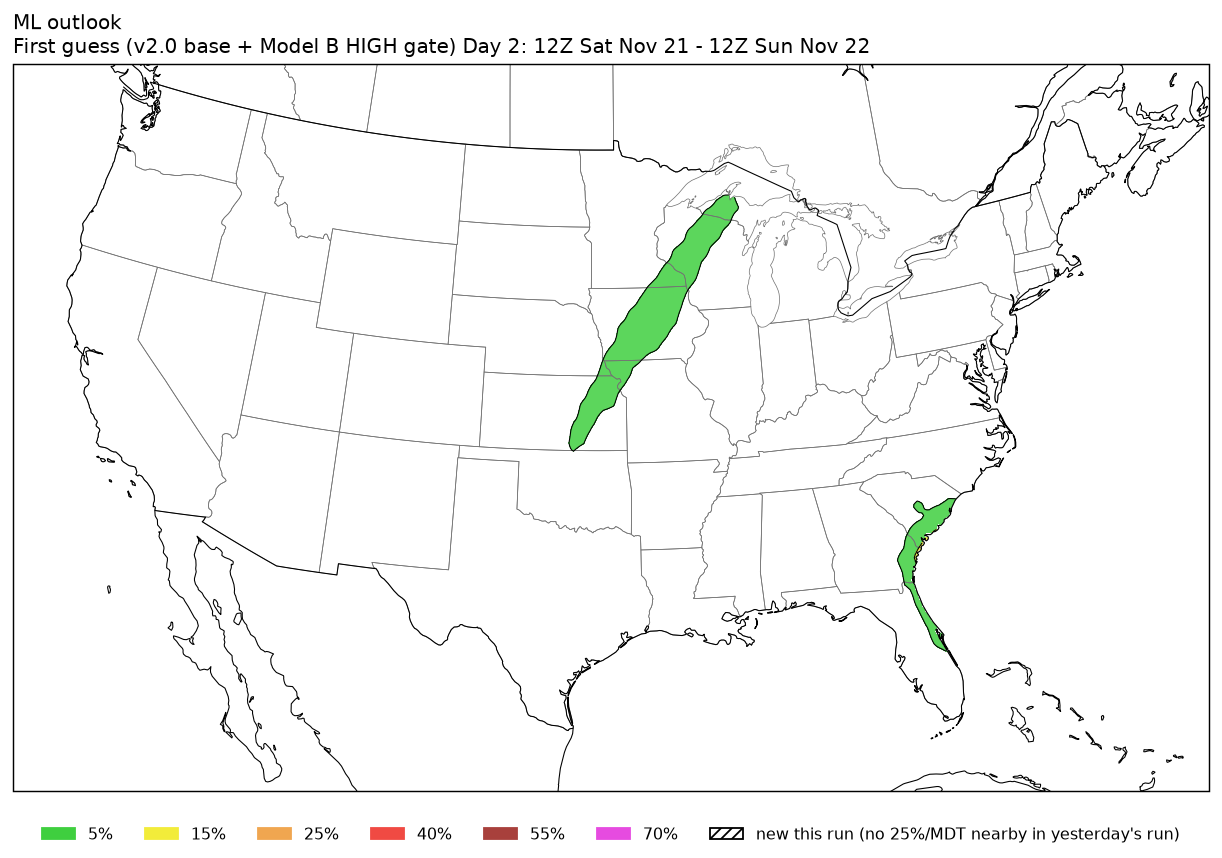 ML outlook
First guess (v2.0 base + Model B HIGH gate) Day 2: 12Z Sat Nov 21 - 12Z Sun Nov 22
5% 15% 25% 40% 55% 70% new this run (no 25%/MDT nearby in yesterday's run)